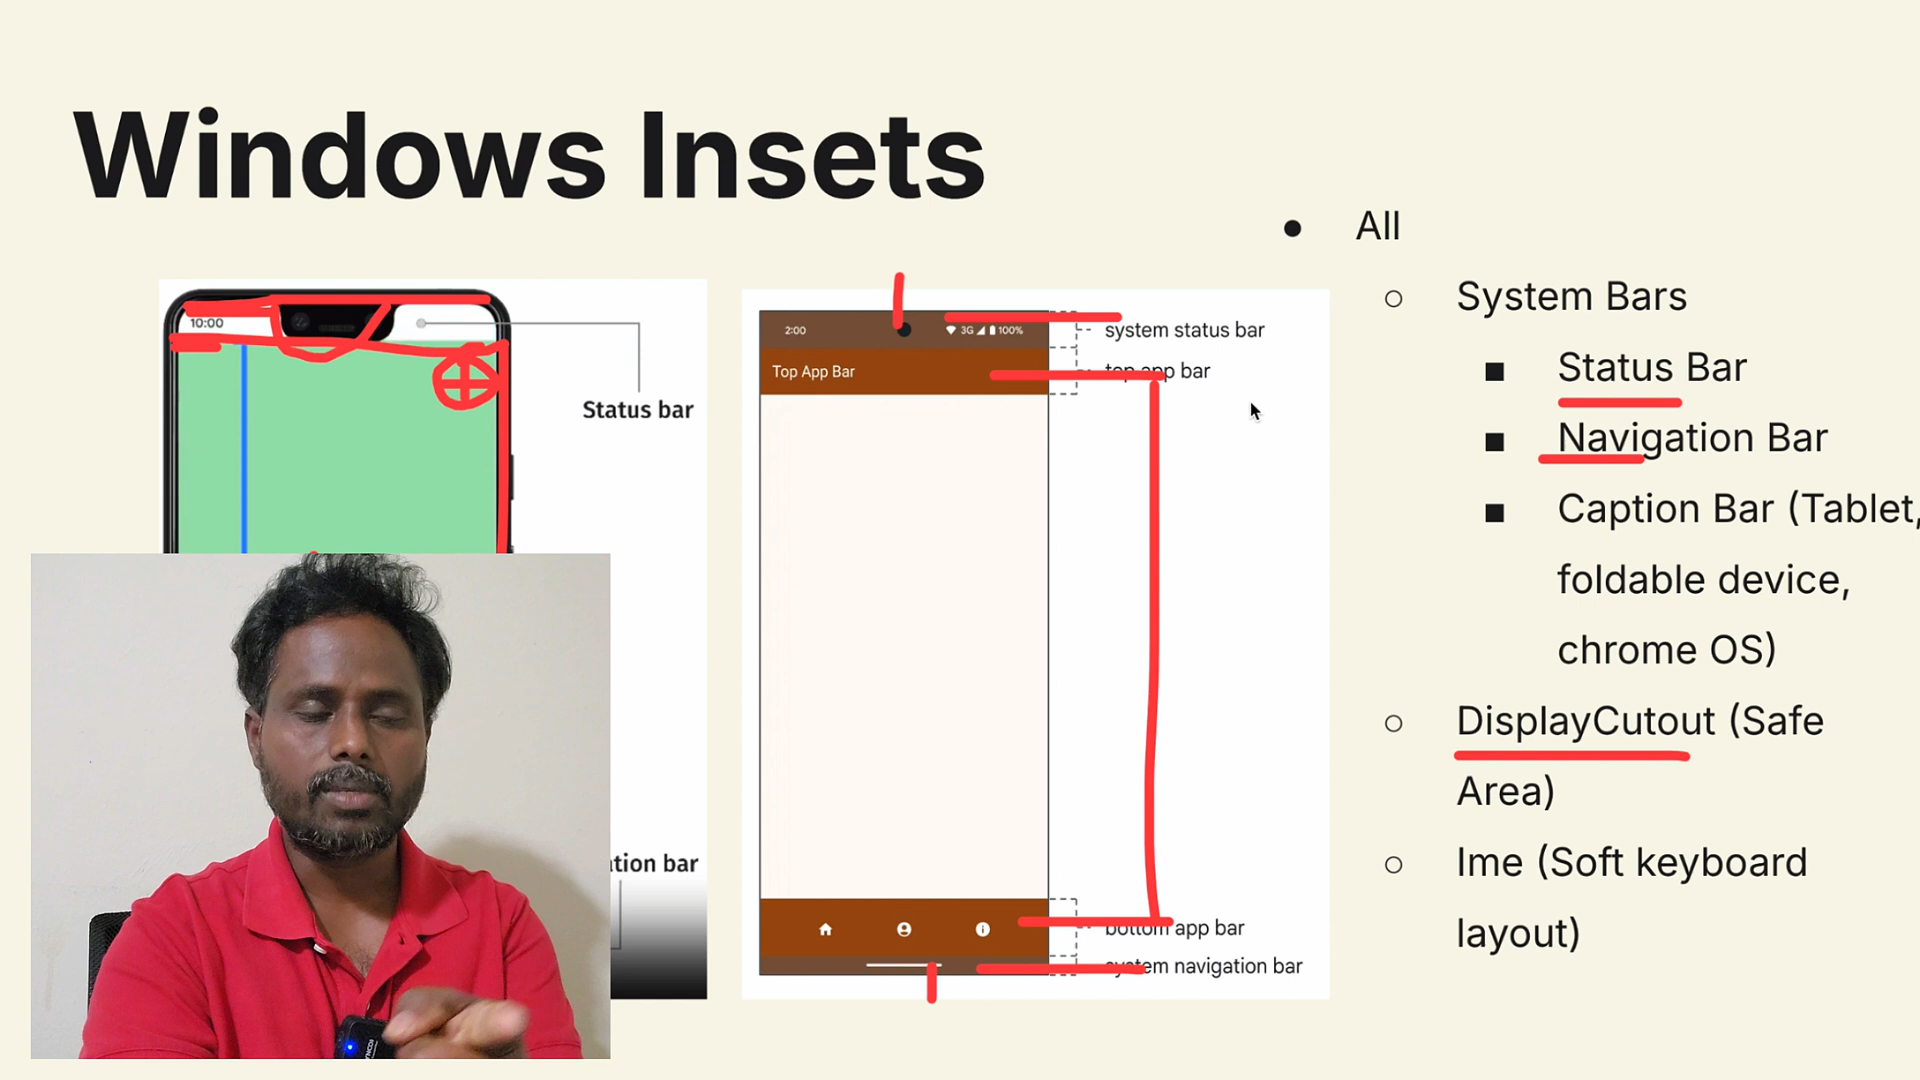 Windows Insets
● All
○ System Bars
■ Status Bar
■ Navigation Bar
■ Caption Bar (Tablet,
foldable device,
chrome OS)
○ DisplayCutout (Safe
Area)
○ Ime (Soft keyboard
layout)
10:00
Status bar
ation bar
2:00
3G 100%
system status bar
Top App Bar
top app bar
bottom app bar
system navigation bar